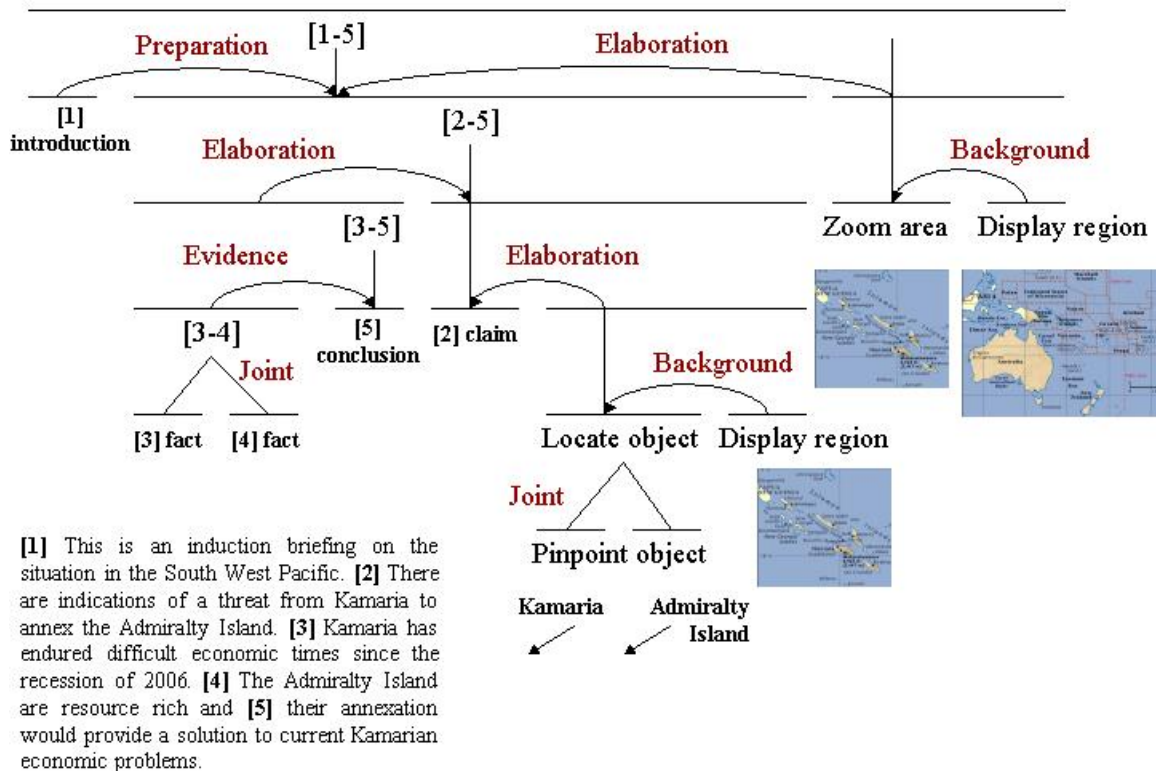 [1-5]
Preparation
Elaboration
[1]
introduction
[2-5]
Elaboration
Background
[3-5]
Zoom area
Display region
Evidence
Elaboration
[3-4]
[5]
conclusion
[2] claim
Joint
Background
[3] fact
[4] fact
Locate object
Display region
Joint
Pinpoint object
Kamaria
Admiralty
Island
[1] This is an induction briefing on the
situation in the South West Pacific. [2] There
are indications of a threat from Kamaria to
annex the Admiralty Island. [3] Kamaria has
endured difficult economic times since the
recession of 2006. [4] The Admiralty Island
are resource rich and [5] their annexation
would provide a solution to current Kamarian
economic problems.
Australia